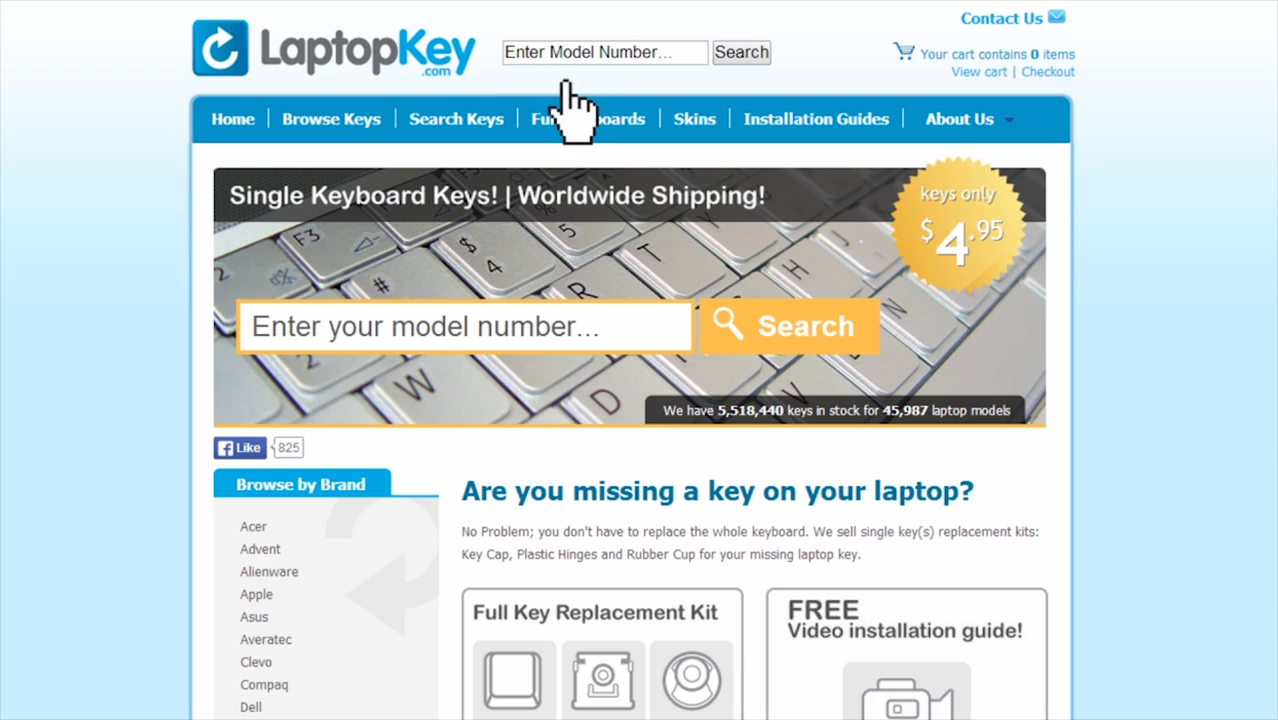 Contact Us
LaptopKey
.com
Enter Model Number...
Search
Your cart contains 0 items
View cart | Checkout
Home
Browse Keys
Search Keys
Skins
Installation Guides
About Us
Single Keyboard Keys! | Worldwide Shipping!
keys only
$4.95
F3
$
4
5
#
R
T
H
J
N
2
2
W
D
V
Enter your model number...
Search
We have 5,518,440 keys in stock for 45,987 laptop models
Like
825
Browse by Brand
Acer
Advent
Alienware
Apple
Asus
Averatec
Clevo
Compaq
Dell
Are you missing a key on your laptop?
No Problem; you don't have to replace the whole keyboard. We sell single key(s) replacement kits:
Key Cap, Plastic Hinges and Rubber Cup for your missing laptop key.
Full Key Replacement Kit
FREE
Video installation guide!